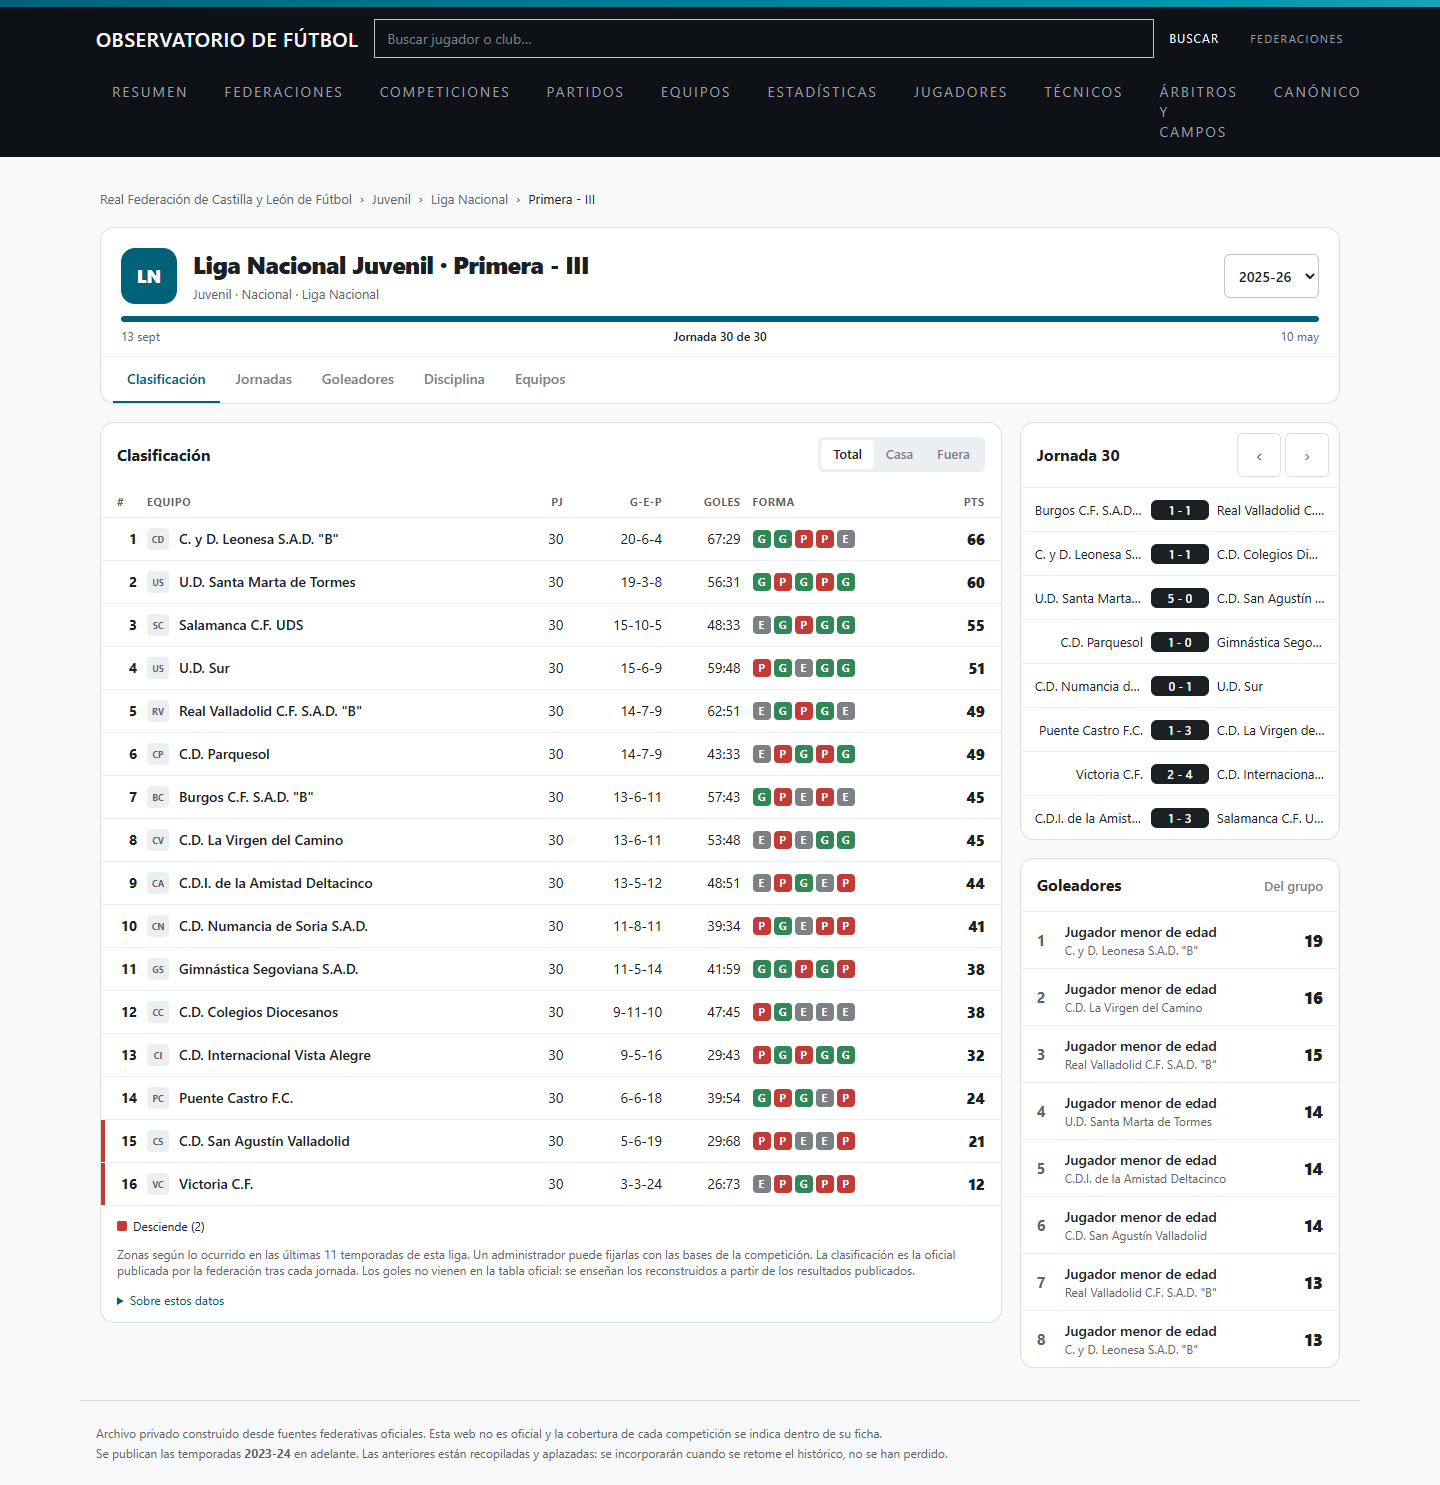 OBSERVATORIO DE FÚTBOL
Buscar jugador o club...
BUSCAR
FEDERACIONES
RESUMEN FEDERACIONES COMPETICIONES PARTIDOS EQUIPOS ESTADÍSTICAS JUGADORES TÉCNICOS ÁRBITROS Y CAMPOS CANÓNICO
Real Federación de Castilla y León de Fútbol › Juvenil › Liga Nacional › Primera - III
LN
Liga Nacional Juvenil · Primera - III
Juvenil · Nacional · Liga Nacional
2025-26
13 sept Jornada 30 de 30 10 may
Clasificación Jornadas Goleadores Disciplina Equipos
Clasificación
Total Casa Fuera
# EQUIPO PJ G-E-P GOLES FORMA PTS
1 CD C. y D. Leonesa S.A.D. "B" 30 20-6-4 67:29 G G P P E 66
2 US U.D. Santa Marta de Tormes 30 19-3-8 56:31 G P G P G 60
3 SC Salamanca C.F. UDS 30 15-10-5 48:33 E G P G G 55
4 US U.D. Sur 30 15-6-9 59:48 P G E G G 51
5 RV Real Valladolid C.F. S.A.D. "B" 30 14-7-9 62:51 E G P G E 49
6 CP C.D. Parquesol 30 14-7-9 43:33 E P G P G 49
7 BC Burgos C.F. S.A.D. "B" 30 13-6-11 57:43 G P E P E 45
8 CV C.D. La Virgen del Camino 30 13-6-11 53:48 E P E G G 45
9 CA C.D.I. de la Amistad Deltacinco 30 13-5-12 48:51 E P G E P 44
10 CN C.D. Numancia de Soria S.A.D. 30 11-8-11 39:34 P G E P P 41
11 GS Gimnástica Segoviana S.A.D. 30 11-5-14 41:59 G G P G P 38
12 CC C.D. Colegios Diocesanos 30 9-11-10 47:45 P G E E E 38
13 CI C.D. Internacional Vista Alegre 30 9-5-16 29:43 P G P G G 32
14 PC Puente Castro F.C. 30 6-6-18 39:54 G P G E P 24
15 CS C.D. San Agustín Valladolid 30 5-6-19 29:68 P P E E P 21
16 VC Victoria C.F. 30 3-3-24 26:73 E P G P P 12
Desciende (2)
Zonas según lo ocurrido en las últimas 11 temporadas de esta liga. Un administrador puede fijarlas con las bases de la competición. La clasificación es la oficial
publicada por la federación tras cada jornada. Los goles no vienen en la tabla oficial: se enseñan los reconstruidos a partir de los resultados publicados.
▶ Sobre estos datos
Jornada 30
‹ ›
Burgos C.F. S.A.D... 1 - 1 Real Valladolid C....
C. y D. Leonesa S... 1 - 1 C.D. Colegios Di...
U.D. Santa Marta... 5 - 0 C.D. San Agustín ...
C.D. Parquesol 1 - 0 Gimnástica Sego...
C.D. Numancia d... 0 - 1 U.D. Sur
Puente Castro F.C. 1 - 3 C.D. La Virgen de...
Victoria C.F. 2 - 4 C.D. Internaciona...
C.D.I. de la Amist... 1 - 3 Salamanca C.F. U...
Goleadores Del grupo
1 Jugador menor de edad 19
C. y D. Leonesa S.A.D. "B"
2 Jugador menor de edad 16
C.D. La Virgen del Camino
3 Jugador menor de edad 15
Real Valladolid C.F. S.A.D. "B"
4 Jugador menor de edad 14
U.D. Santa Marta de Tormes
5 Jugador menor de edad 14
C.D.I. de la Amistad Deltacinco
6 Jugador menor de edad 14
C.D. San Agustín Valladolid
7 Jugador menor de edad 13
Real Valladolid C.F. S.A.D. "B"
8 Jugador menor de edad 13
C. y D. Leonesa S.A.D. "B"
Archivo privado construido desde fuentes federativas oficiales. Esta web no es oficial y la cobertura de cada competición se indica dentro de su ficha.
Se publican las temporadas 2023-24 en adelante. Las anteriores están recopiladas y aplazadas: se incorporarán cuando se retome el histórico, no se han perdido.